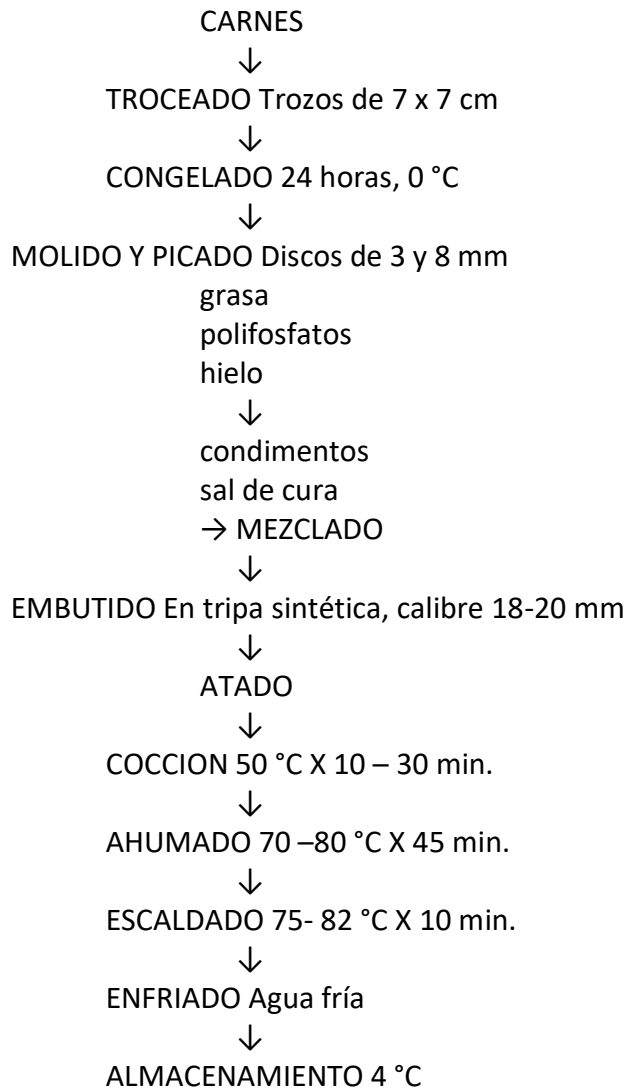 CARNES
↓
TROCEADO Trozos de 7 x 7 cm
↓
CONGELADO 24 horas, 0 °C
↓
MOLIDO Y PICADO Discos de 3 y 8 mm
grasa
polifosfatos
hielo
↓
condimentos
sal de cura
→ MEZCLADO
↓
EMBUTIDO En tripa sintética, calibre 18-20 mm
↓
ATADO
↓
COCCION 50 °C X 10 – 30 min.
↓
AHUMADO 70 –80 °C X 45 min.
↓
ESCALDADO 75- 82 °C X 10 min.
↓
ENFRIADO Agua fría
↓
ALMACENAMIENTO 4 °C